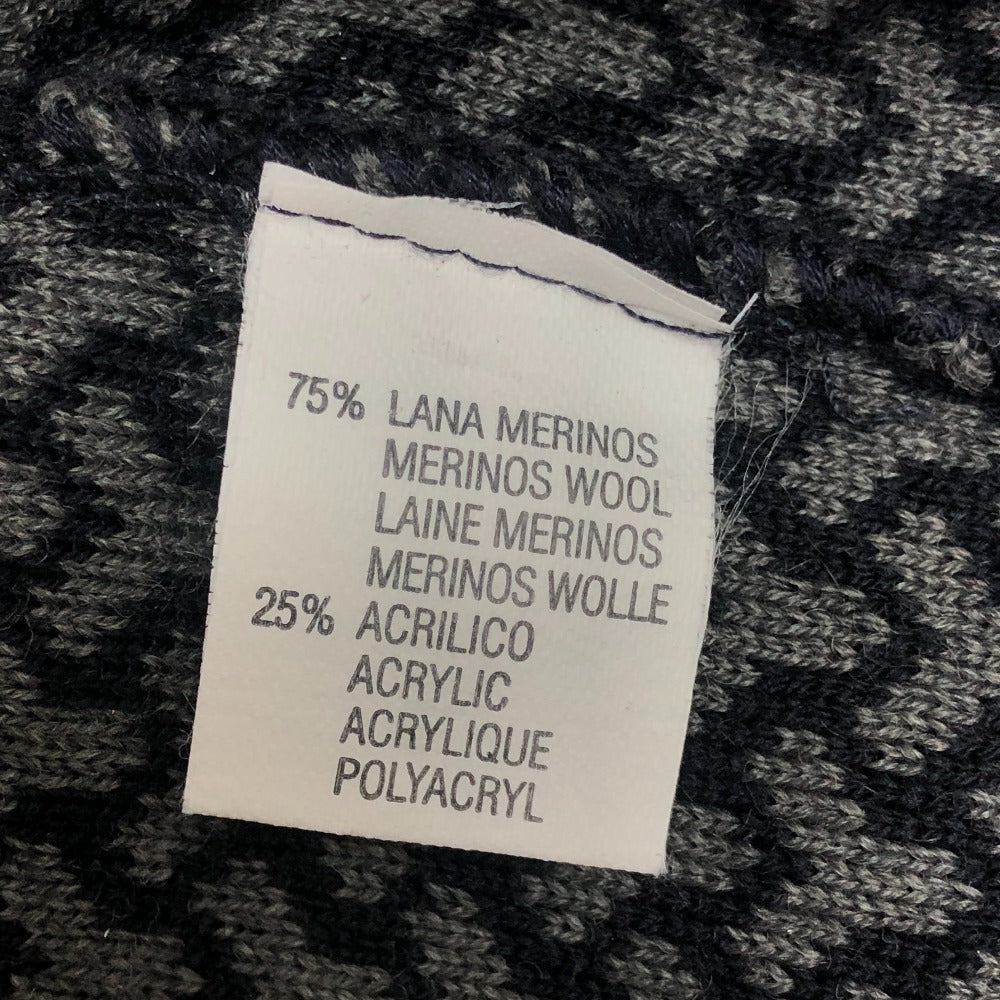 75% LANA MERINOS
MERINOS WOOL
LAINE MERINOS
MERINOS WOLLE
25% ACRILICO
ACRYLIC
ACRYLIQUE
POLYACRYL